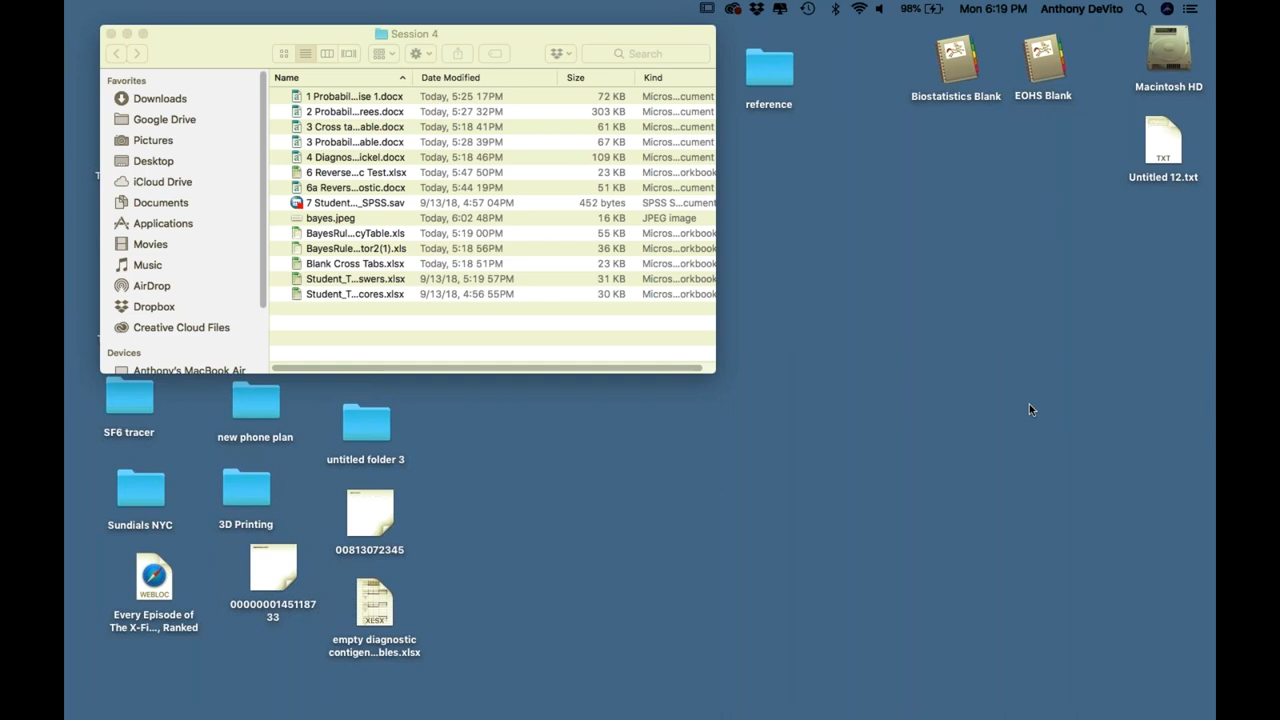 98%
Mon 6:19 PM
Anthony DeVito
Session 4
Search
Favorites
Downloads
Google Drive
Pictures
Desktop
iCloud Drive
Documents
Applications
Movies
Music
AirDrop
Dropbox
Creative Cloud Files
Devices
Anthony's MacBook Air
Name Date Modified Size Kind
1 Probabil...ise 1.docx Today, 5:25 17PM 72 KB Micros...cument
2 Probabil...rees.docx Today, 5:27 32PM 303 KB Micros...cument
3 Cross ta...able.docx Today, 5:18 41PM 61 KB Micros...cument
3 Probabil...able.docx Today, 5:28 39PM 67 KB Micros...cument
4 Diagnos...ickel.docx Today, 5:18 46PM 109 KB Micros...cument
6 Reverse...c Test.xlsx Today, 5:47 50PM 23 KB Micros...orkbook
6a Revers...ostic.docx Today, 5:44 19PM 51 KB Micros...cument
7 Student..._SPSS.sav 9/13/18, 4:57 04PM 452 bytes SPSS S...cument
bayes.jpeg Today, 6:02 48PM 16 KB JPEG image
BayesRul...cyTable.xls Today, 5:19 00PM 55 KB Micros...orkbook
BayesRule...tor2(1).xls Today, 5:18 56PM 36 KB Micros...orkbook
Blank Cross Tabs.xlsx Today, 5:18 51PM 23 KB Micros...orkbook
Student_T...swers.xlsx 9/13/18, 5:19 57PM 31 KB Micros...orkbook
Student_T...cores.xlsx 9/13/18, 4:56 55PM 30 KB Micros...orkbook
reference
Biostatistics Blank
EOHS Blank
Macintosh HD
TXT
Untitled 12.txt
SF6 tracer
new phone plan
untitled folder 3
Sundials NYC
3D Printing
00813072345
WEBLOC
Every Episode of
The X-Fi..., Ranked
00000001451187
33
XLSX
empty diagnostic
contigen...bles.xlsx